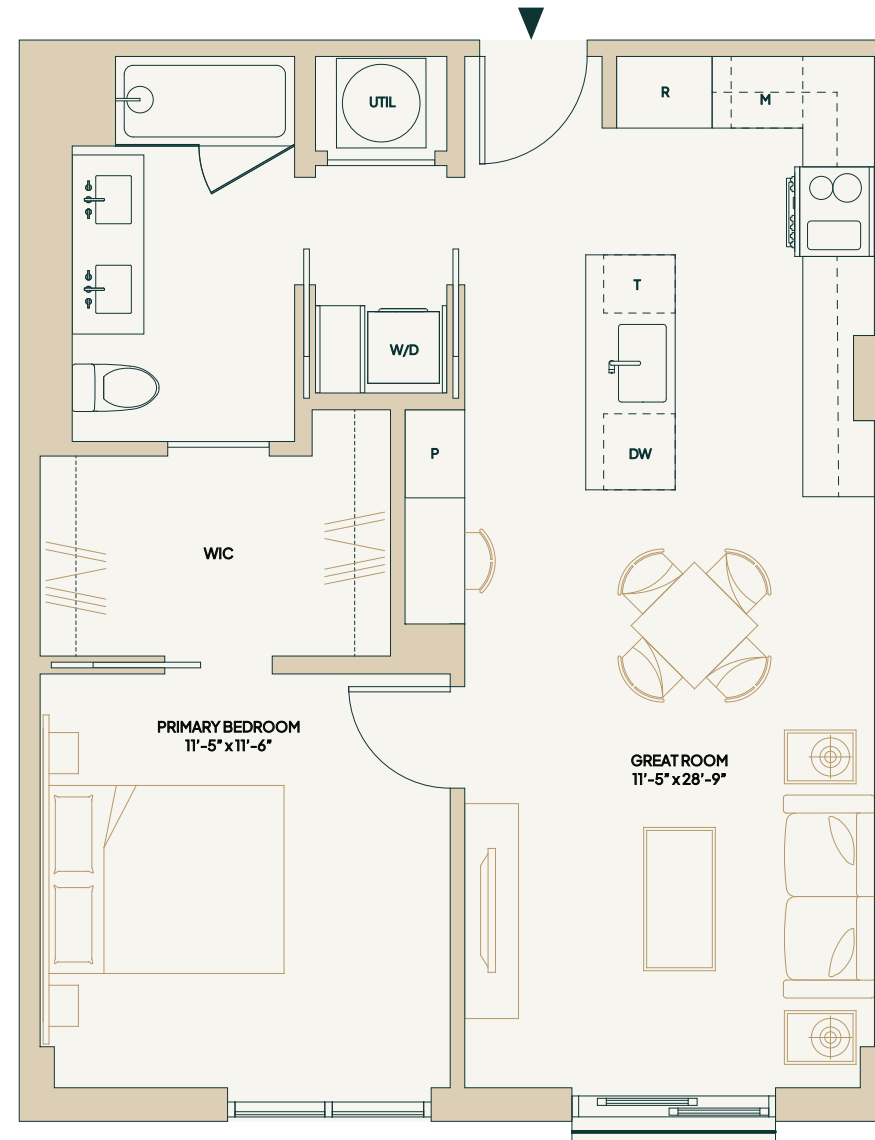 UTIL
R
M
T
W/D
P
DW
WIC
PRIMARY BEDROOM
11'-5" x 11'-6"
GREAT ROOM
11'-5" x 28'-9"